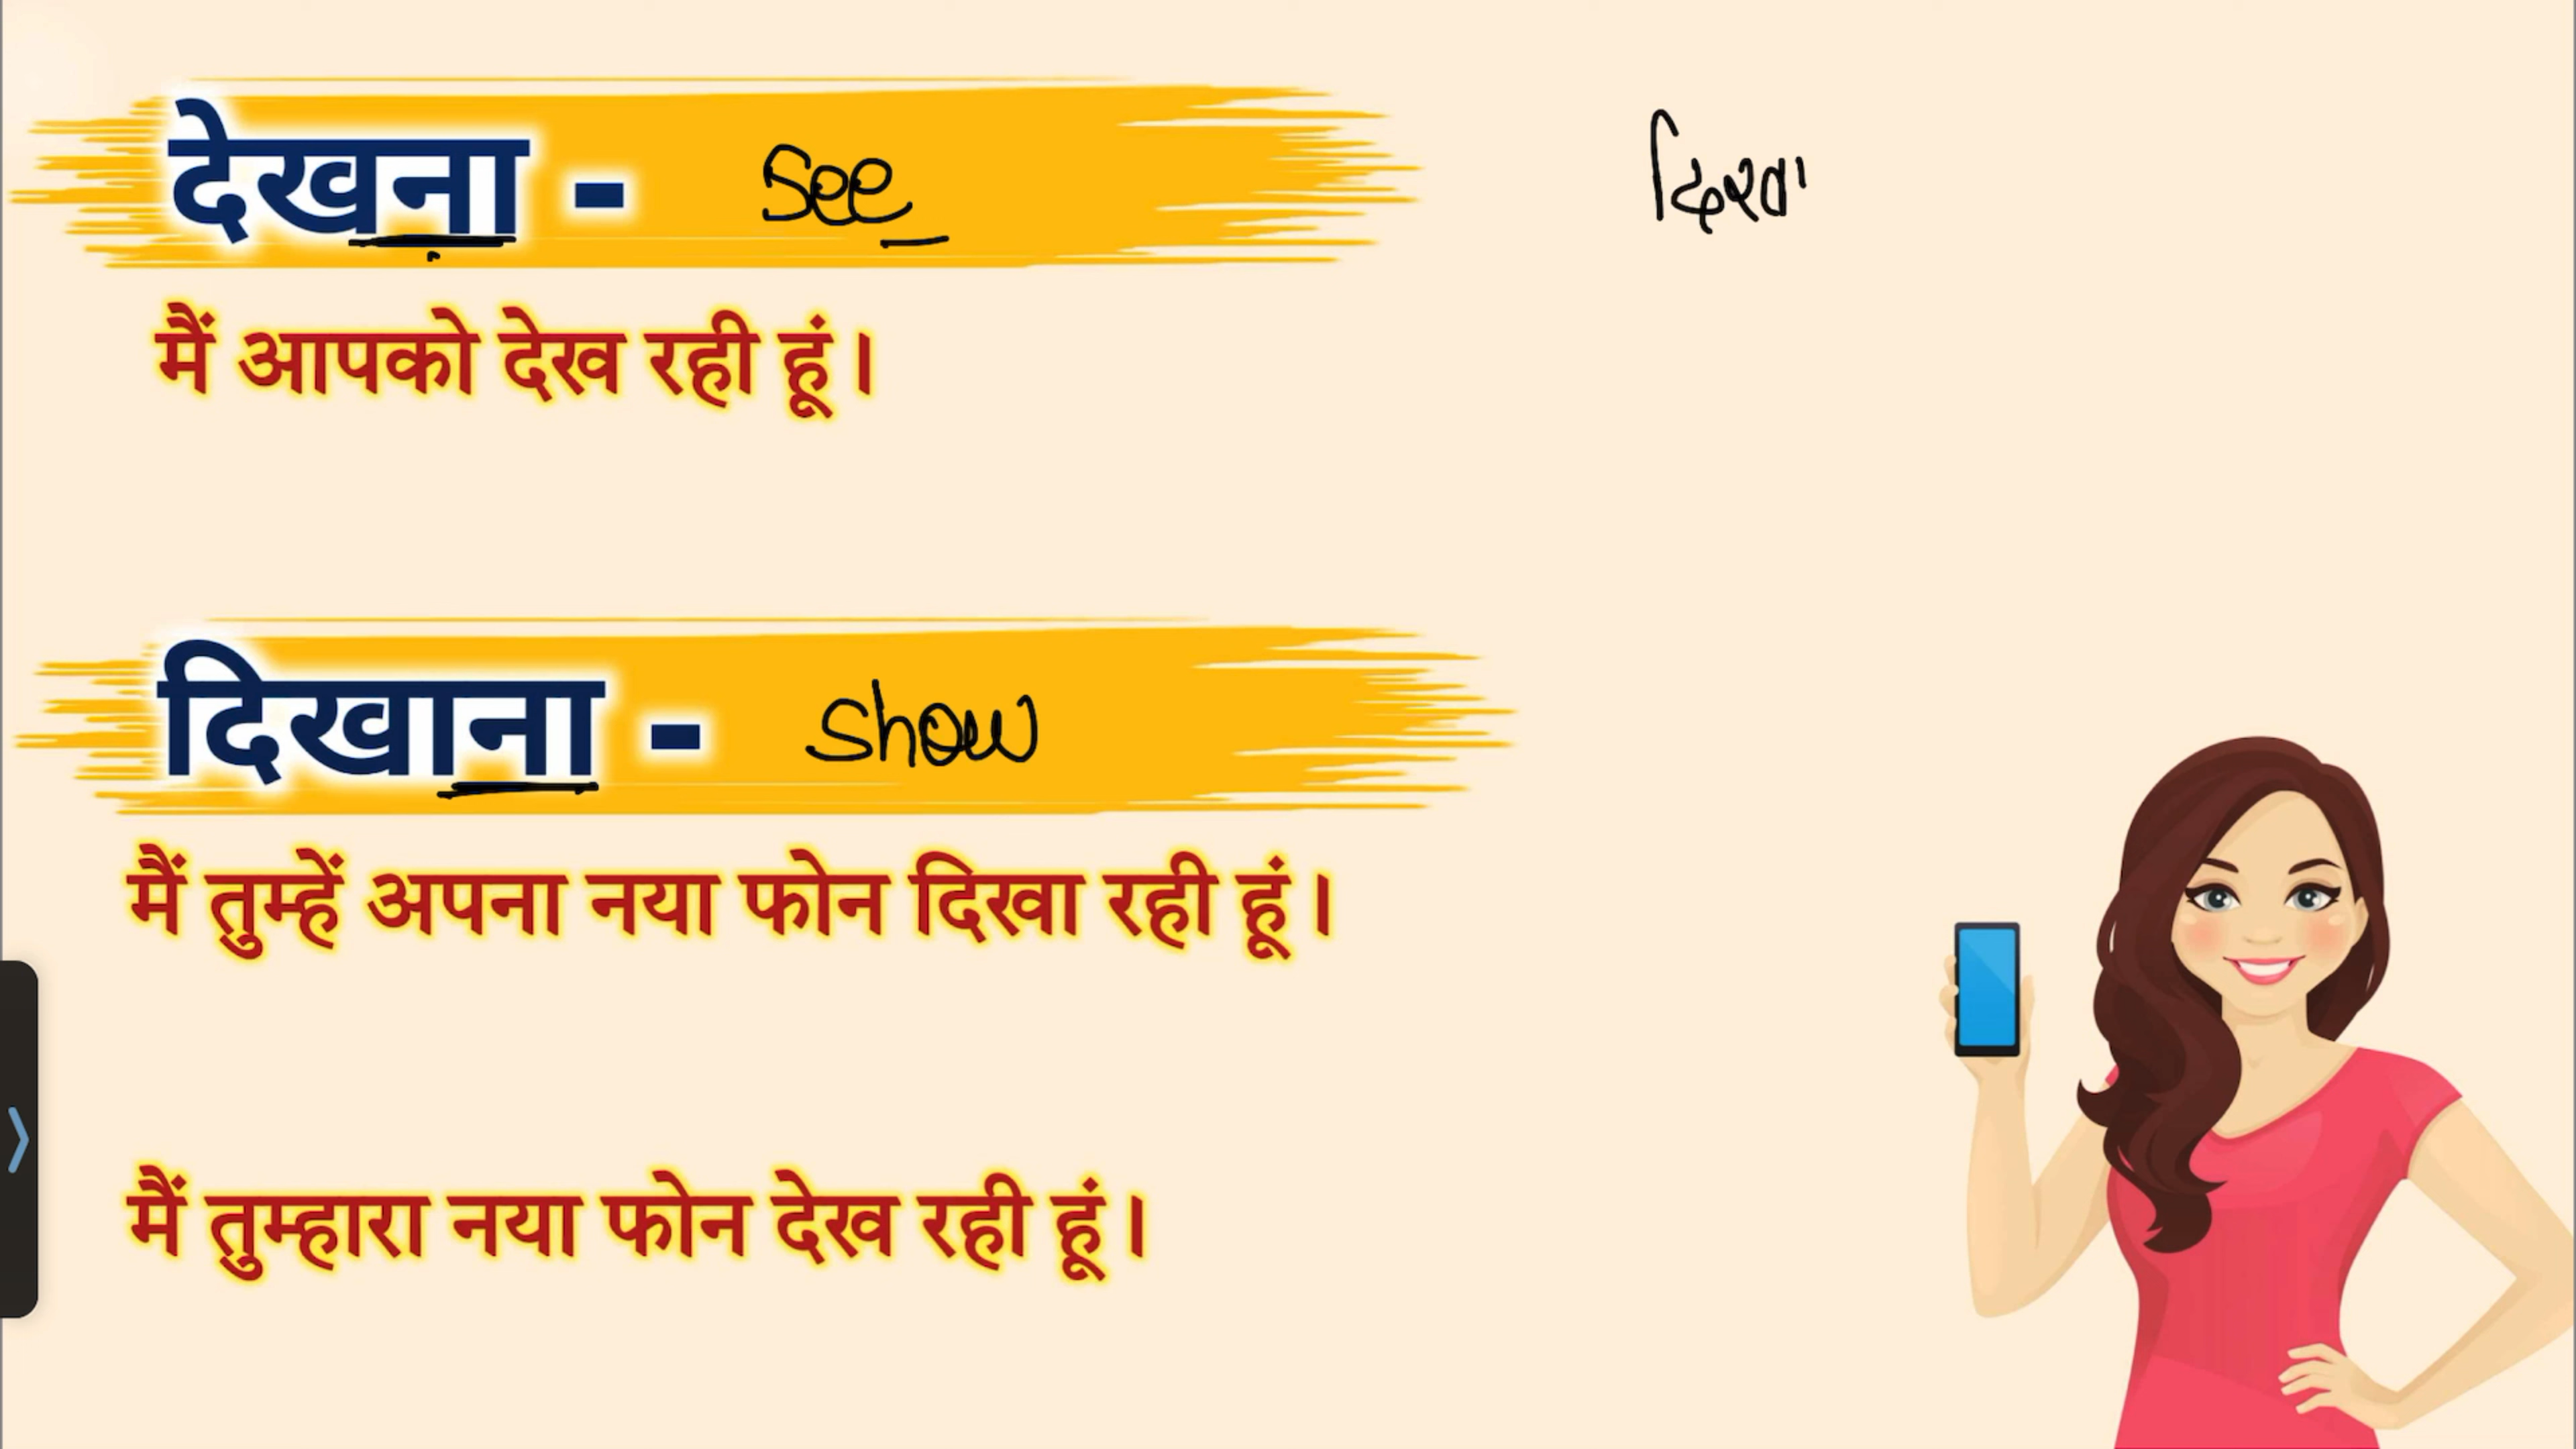 देखना - See
दिखा
मैं आपको देख रही हूं।
दिखाना - Show
मैं तुम्हें अपना नया फोन दिखा रही हूं।
मैं तुम्हारा नया फोन देख रही हूं।